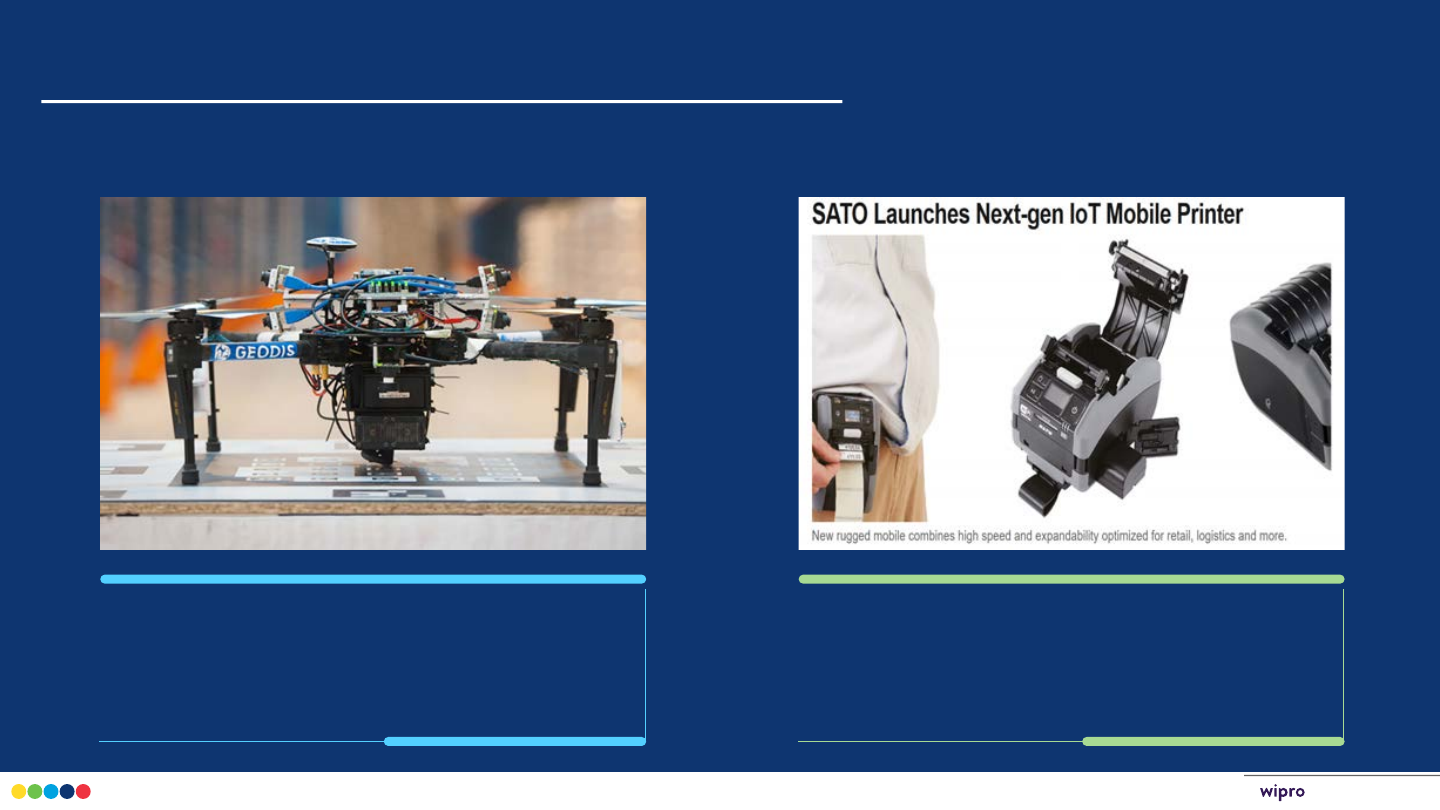 GEODIS
SATO Launches Next-gen IoT Mobile Printer
SATO
New rugged mobile combines high speed and expandability optimized for retail, logistics and more.
wipro